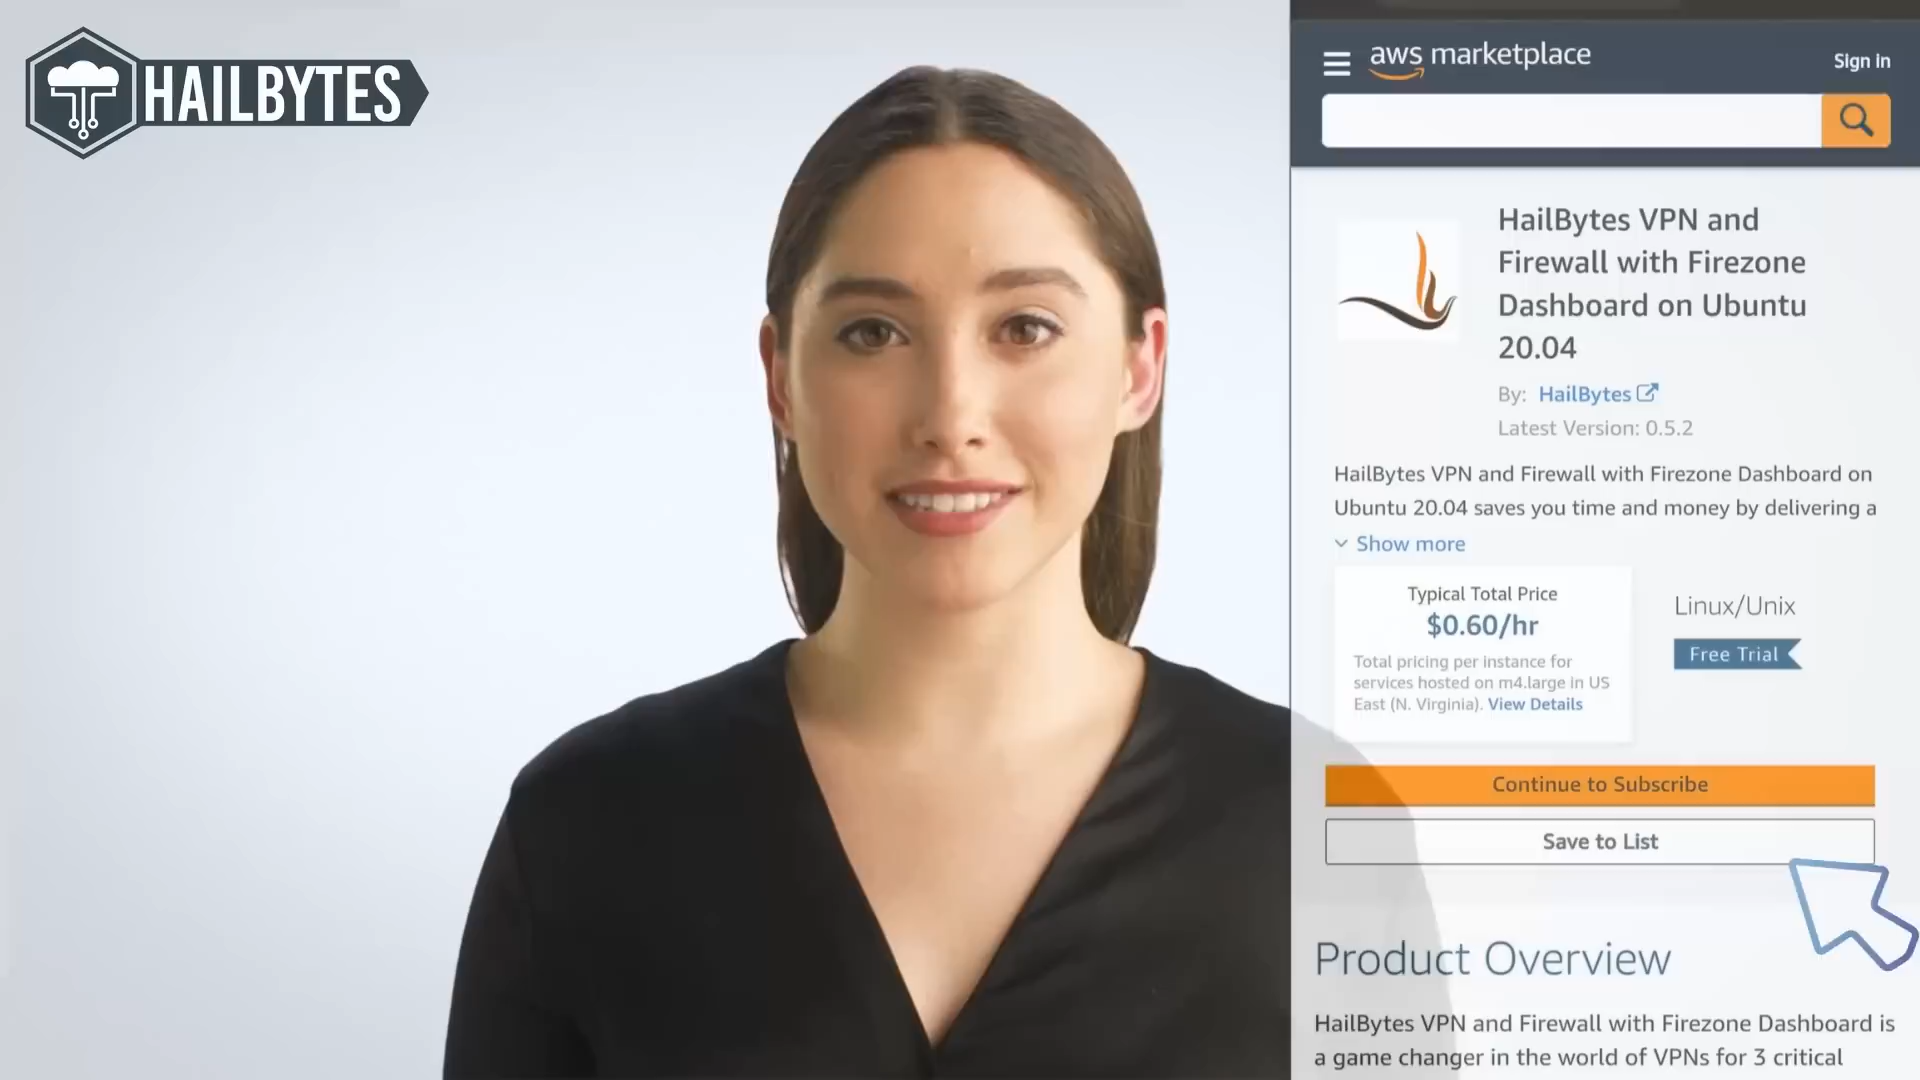 HAILBYTES
aws marketplace
Sign in
HailBytes VPN and
Firewall with Firezone
Dashboard on Ubuntu
20.04
By: HailBytes
Latest Version: 0.5.2
HailBytes VPN and Firewall with Firezone Dashboard on
Ubuntu 20.04 saves you time and money by delivering a
Show more
Typical Total Price
$0.60/hr
Total pricing per instance for
services hosted on m4.large in US
East (N. Virginia). View Details
Linux/Unix
Free Trial
Continue to Subscribe
Save to List
Product Overview
HailBytes VPN and Firewall with Firezone Dashboard is
a game changer in the world of VPNs for 3 critical